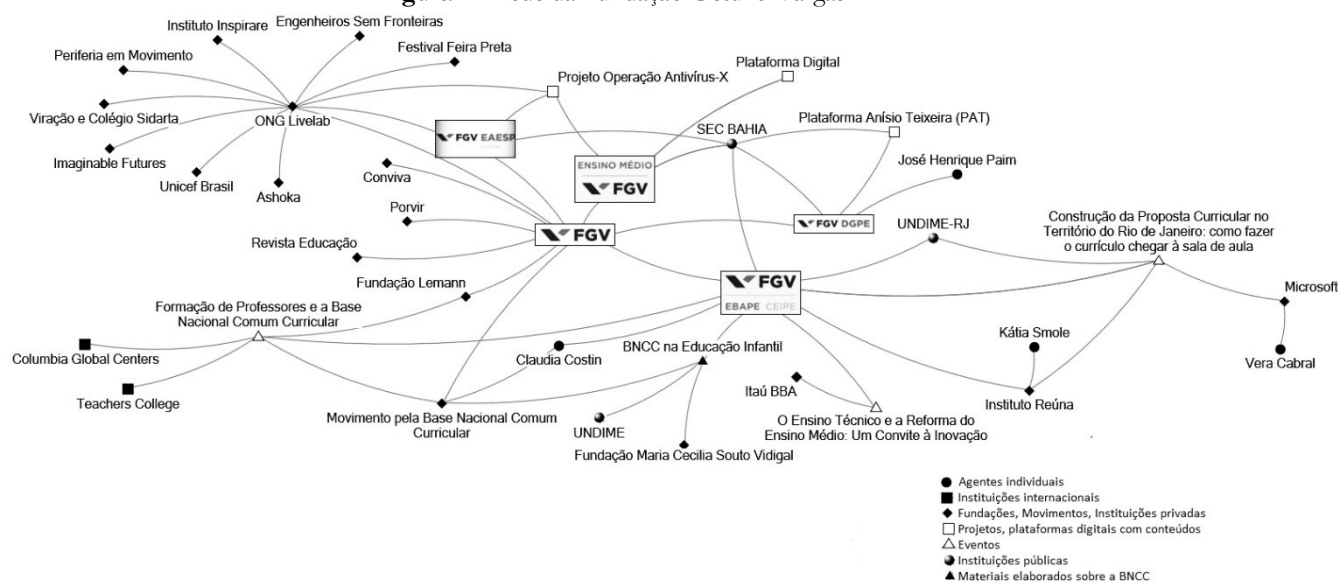 Instituto Inspirare
Engenheiros Sem Fronteiras
Festival Feira Preta
Periferia em Movimento
Plataforma Digital
Projeto Operação Antivírus-X
Viração e Colégio Sidarta
ONG Livelab
SEC BAHIA
Plataforma Anísio Teixeira (PAT)
FGV EAESP
Imaginable Futures
Unicef Brasil
Ashoka
Conviva
ENSINO MÉDIO
FGV
José Henrique Paim
Porvir
FGV
FGV DGPE
UNDIME-RJ
Construção da Proposta Curricular no
Território do Rio de Janeiro: como fazer
o currículo chegar à sala de aula
Revista Educação
Fundação Lemann
FGV
EBAPE CEIPE
Microsoft
Formação de Professores e a Base
Nacional Comum Curricular
Kátia Smole
Columbia Global Centers
Claudia Costin
BNCC na Educação Infantil
Vera Cabral
Teachers College
Itaú BBA
Instituto Reúna
Movimento pela Base Nacional Comum
Curricular
UNDIME
O Ensino Técnico e a Reforma do
Ensino Médio: Um Convite à Inovação
Fundação Maria Cecilia Souto Vidigal
Agentes individuais
Instituições internacionais
Fundações, Movimentos, Instituições privadas
Projetos, plataformas digitais com conteúdos
Eventos
Instituições públicas
Materiais elaborados sobre a BNCC